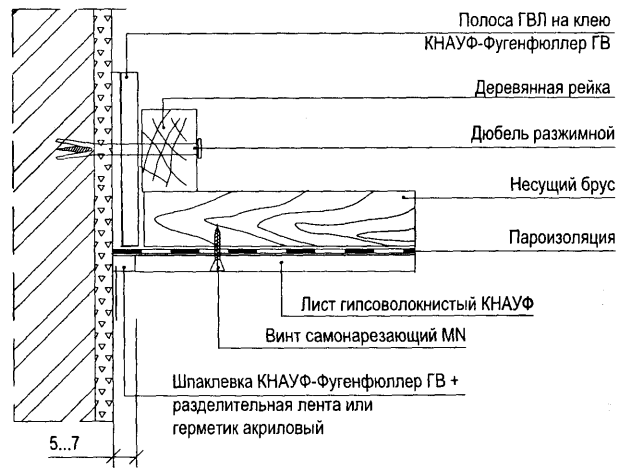 Полоса ГВЛ на клею
КНАУФ-Фугенфюллер ГВ
Деревянная рейка
Дюбель разжимной
Несущий брус
Пароизоляция
Лист гипсоволокнистый КНАУФ
Винт самонарезающий MN
Шпаклевка КНАУФ-Фугенфюллер ГВ +
разделительная лента или
герметик акриловый
5...7